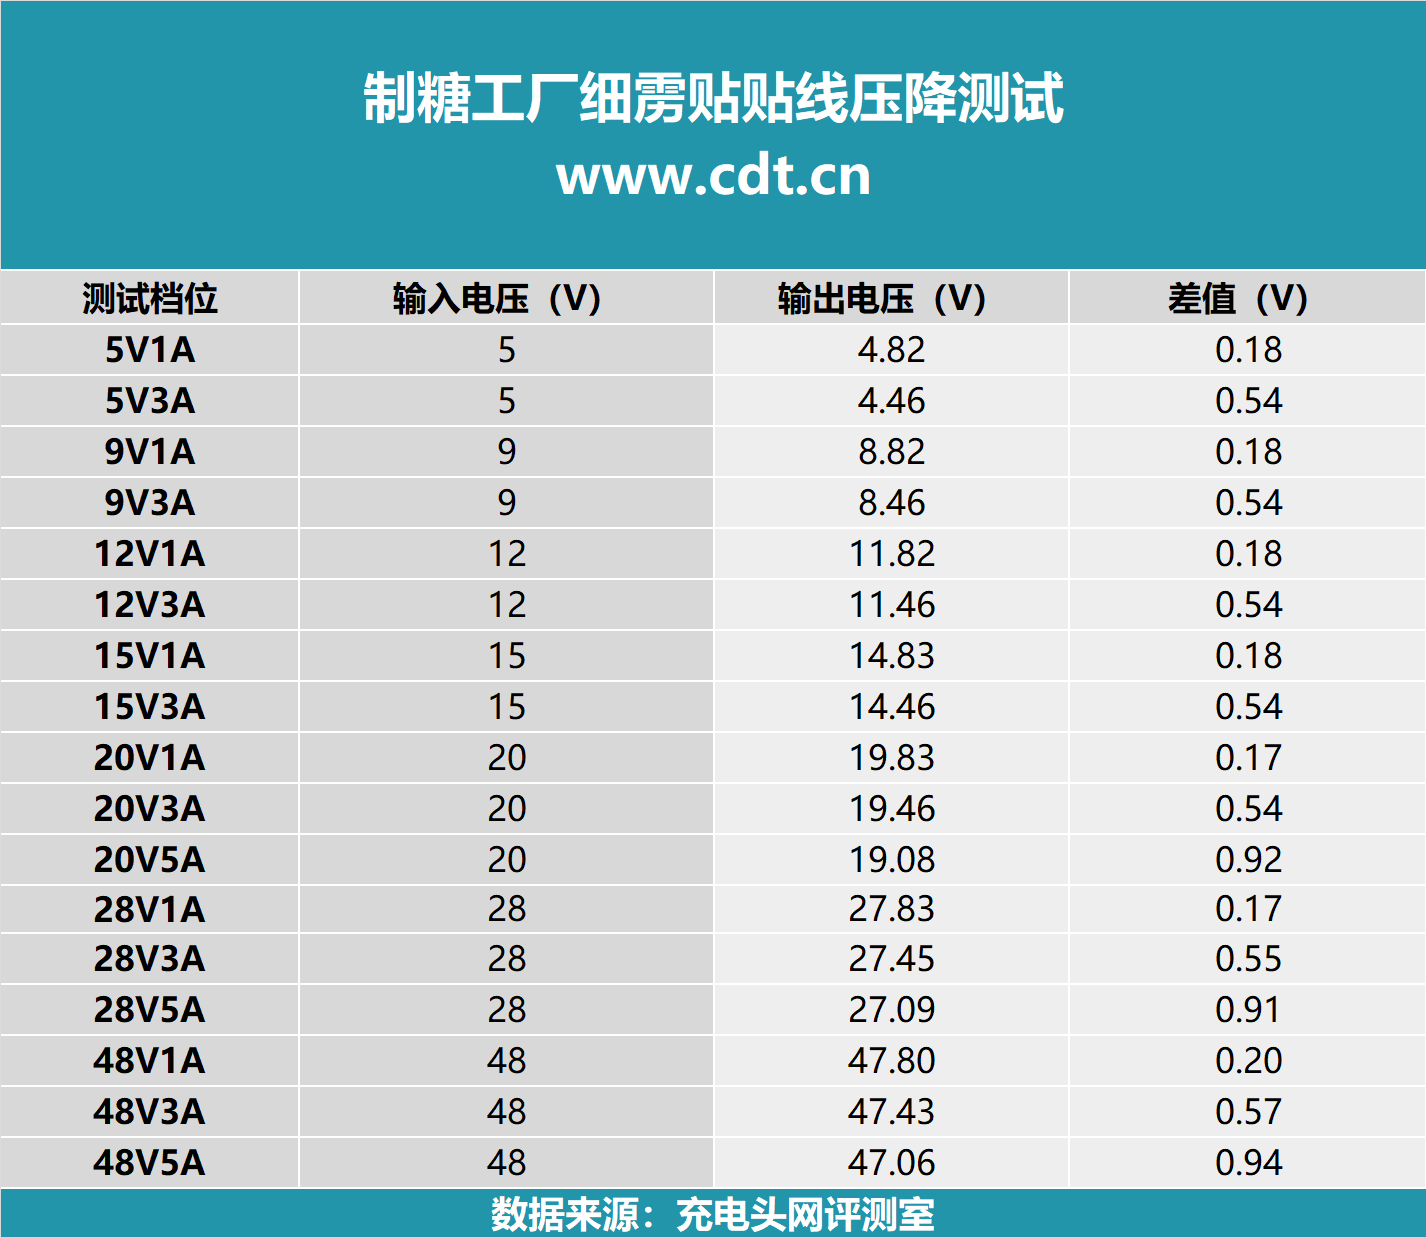 制糖工厂细雳贴贴线压降测试
www.cdt.cn
测试档位 输入电压（V） 输出电压（V） 差值（V）
5V1A 5 4.82 0.18
5V3A 5 4.46 0.54
9V1A 9 8.82 0.18
9V3A 9 8.46 0.54
12V1A 12 11.82 0.18
12V3A 12 11.46 0.54
15V1A 15 14.83 0.18
15V3A 15 14.46 0.54
20V1A 20 19.83 0.17
20V3A 20 19.46 0.54
20V5A 20 19.08 0.92
28V1A 28 27.83 0.17
28V3A 28 27.45 0.55
28V5A 28 27.09 0.91
48V1A 48 47.80 0.20
48V3A 48 47.43 0.57
48V5A 48 47.06 0.94
数据来源：充电头网评测室